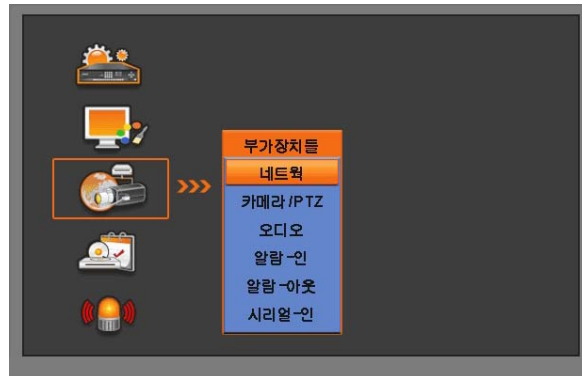 부가장치들
네트웍
카메라/PTZ
오디오
알람-인
알람-아웃
시리얼-인